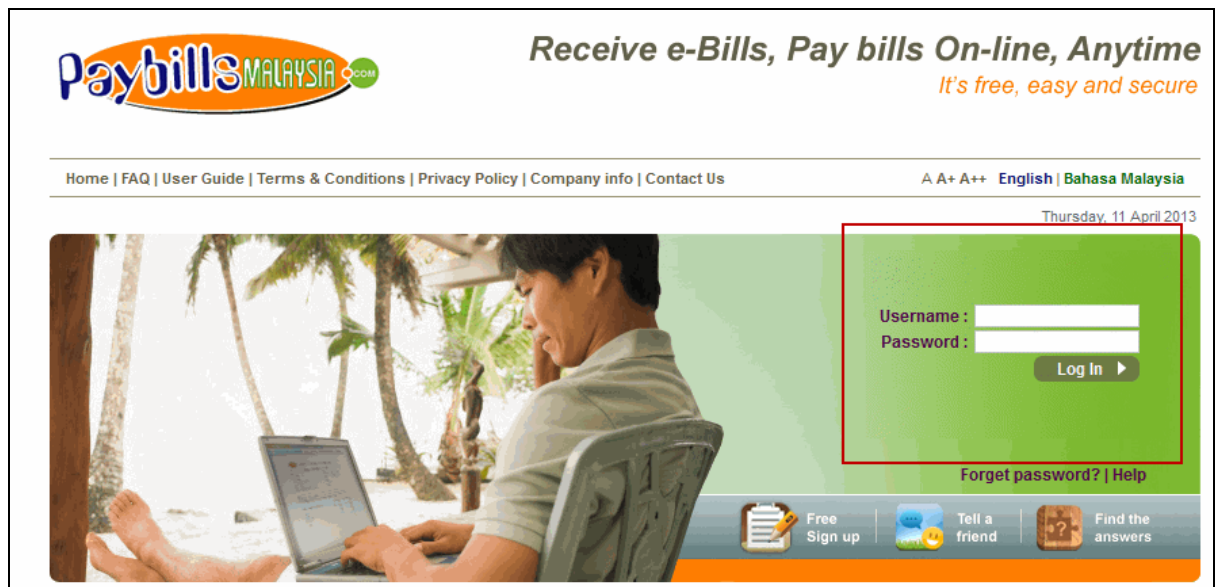 PaybillsMALAYSIA.COM
Receive e-Bills, Pay bills On-line, Anytime
It's free, easy and secure
Home | FAQ | User Guide | Terms & Conditions | Privacy Policy | Company info | Contact Us
A A+ A++ English | Bahasa Malaysia
Thursday, 11 April 2013
Username :
Password :
Log In
Forget password? | Help
Free
Sign up
Tell a
friend
Find the
answers